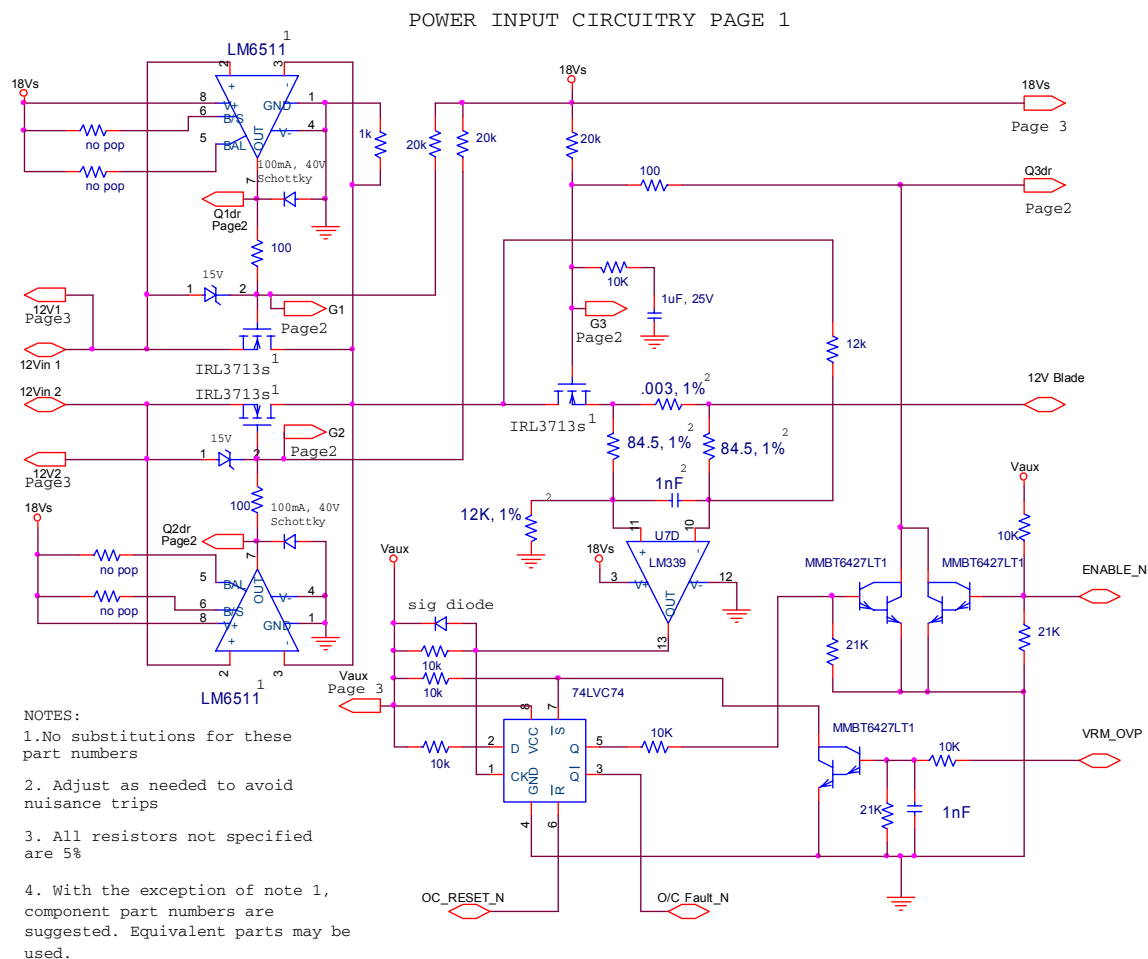 POWER INPUT CIRCUITRY PAGE 1
1
LM6511
18Vs
2
3
+
-
8
V+
GND
1
6
B/S
V-
4
5
BAL
OUT
no pop
no pop
7
100mA, 40V
Schottky
1k
Q1dr
Page2
100
15V
1
2
G1
Page2
12V1
Page3
12Vin 1
IRL3713s
1
12Vin 2
IRL3713s
1
15V
1
2
G2
Page2
12V2
Page3
18Vs
100
100mA, 40V
Schottky
Q2dr
Page2
7
no pop
no pop
5
BAL
OUT
V-
4
6
B/S
8
V+
GND
1
+
-
2
3
LM6511
1
20k
20k
18Vs
20k
18Vs
Page 3
100
Q3dr
Page2
10K
1uF, 25V
G3
Page2
12k
IRL3713s
1
.003, 1%
2
12V Blade
84.5, 1%
2
84.5, 1%
2
1nF
2
12K, 1%
2
11
10
U7D
+
-
LM339
18Vs
3
V+
V-
12
OUT
13
Vaux
sig diode
10k
10k
Vaux
Page 3
10k
74LVC74
8
7
VCC
S
2
D
Q
5
1
CK
Q
3
GND
R
4
6
10K
OC_RESET_N
O/C Fault_N
MMBT6427LT1
MMBT6427LT1
Vaux
10K
ENABLE_N
21K
21K
MMBT6427LT1
10K
VRM_OVP
21K
1nF
NOTES:
1.No substitutions for these
part numbers
2. Adjust as needed to avoid
nuisance trips
3. All resistors not specified
are 5%
4. With the exception of note 1,
component part numbers are
suggested. Equivalent parts may be
used.